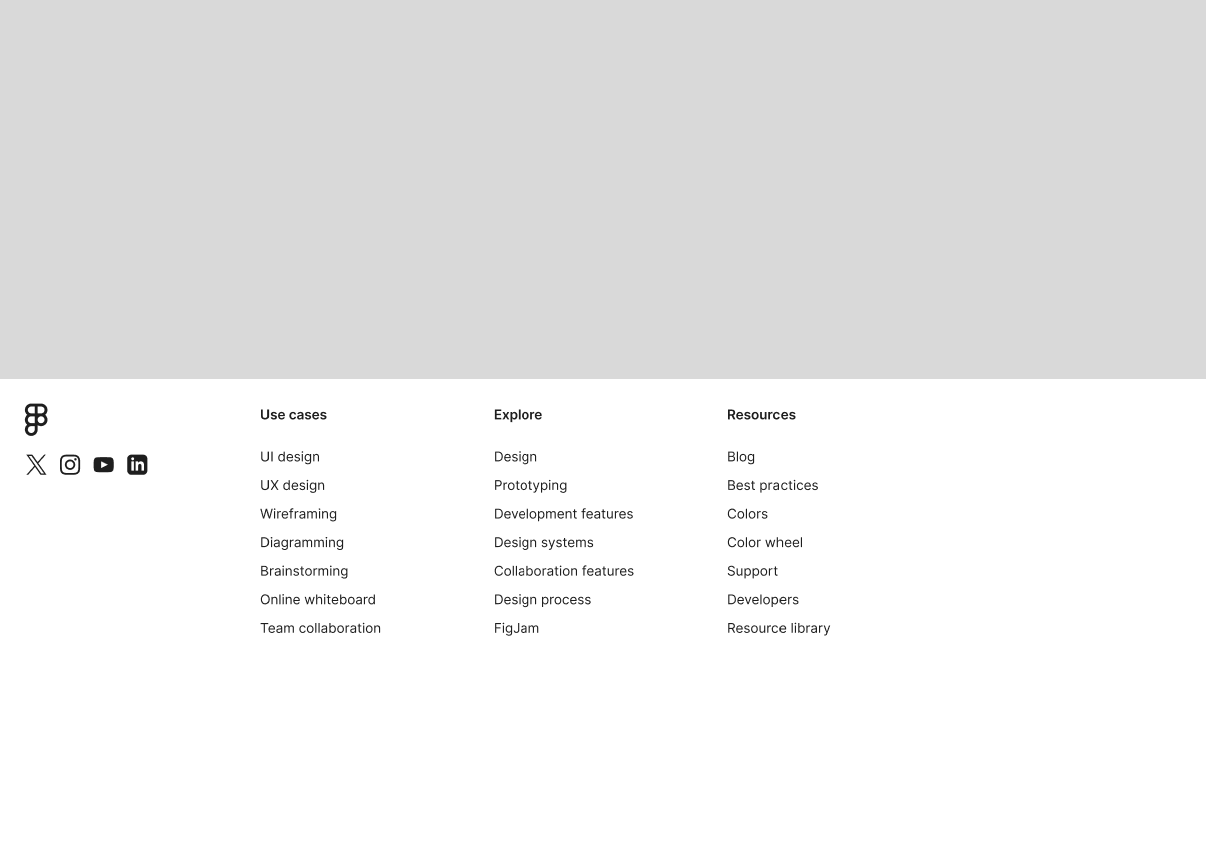 Use cases
UI design
UX design
Wireframing
Diagramming
Brainstorming
Online whiteboard
Team collaboration
Explore
Design
Prototyping
Development features
Design systems
Collaboration features
Design process
FigJam
Resources
Blog
Best practices
Colors
Color wheel
Support
Developers
Resource library